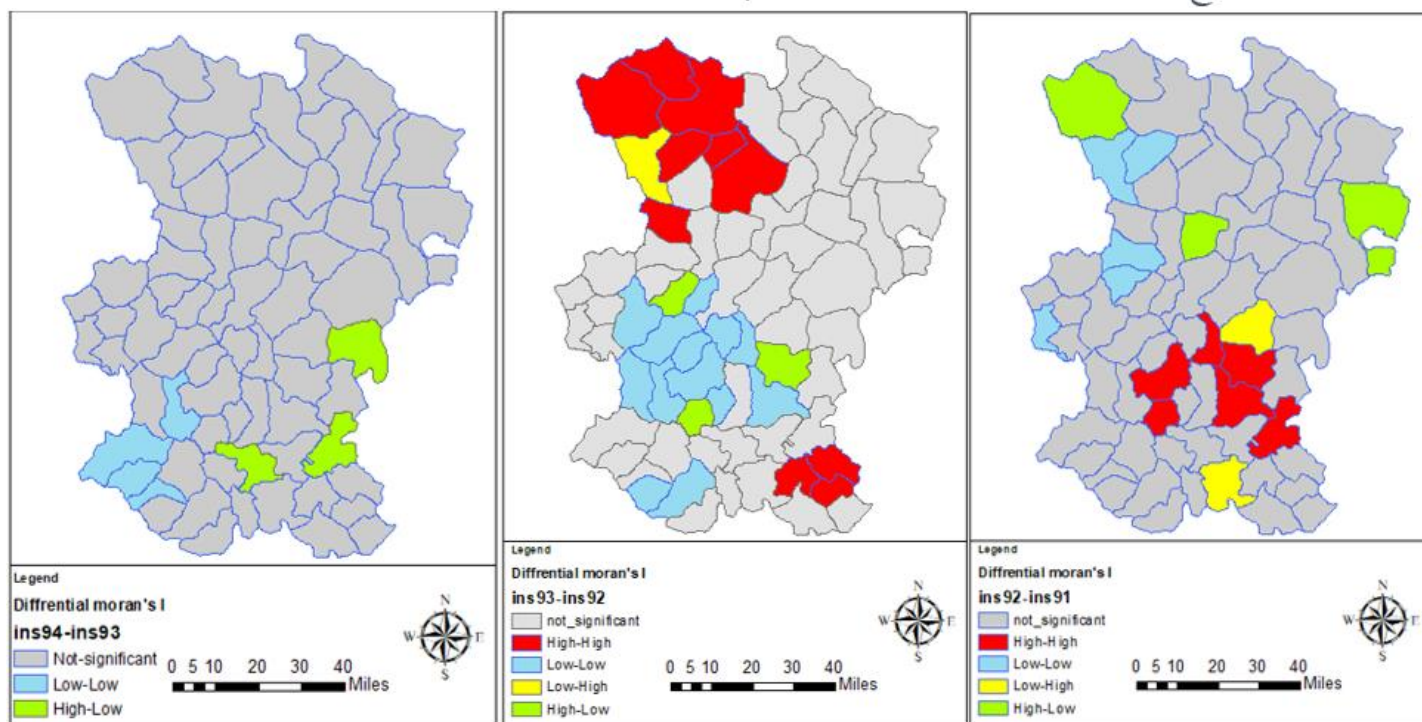 Legend
Diffrential moran's I
ins94-ins93
Not-significant
Low-Low
High-Low
0 5 10 20 30 40
Miles
N
W E
S
Legend
Diffrential moran's I
ins93-ins92
not_significant
High-High
Low-Low
Low-High
High-Low
0 5 10 20 30 40
Miles
N
W E
S
Legend
Diffrential moran's I
ins92-ins91
not_significant
High-High
Low-Low
Low-High
High-Low
0 5 10 20 30 40
Miles
N
W E
S